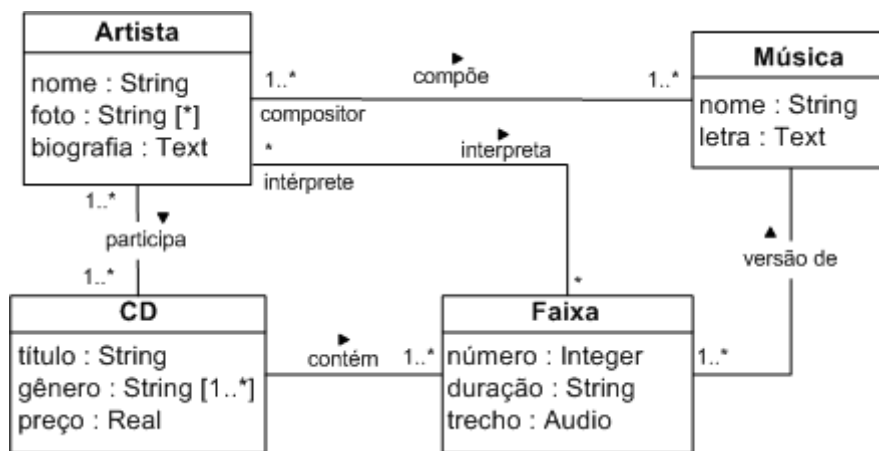 Artista
nome : String
foto : String [*]
biografia : Text
1..*
compõe
1..*
compositor
Música
nome : String
letra : Text
*
interpreta
intérprete
1..*
participa
1..*
versão de
*
CD
título : String
gênero : String [1..*]
preço : Real
contém
1..*
Faixa
número : Integer
duração : String
trecho : Audio
1..*